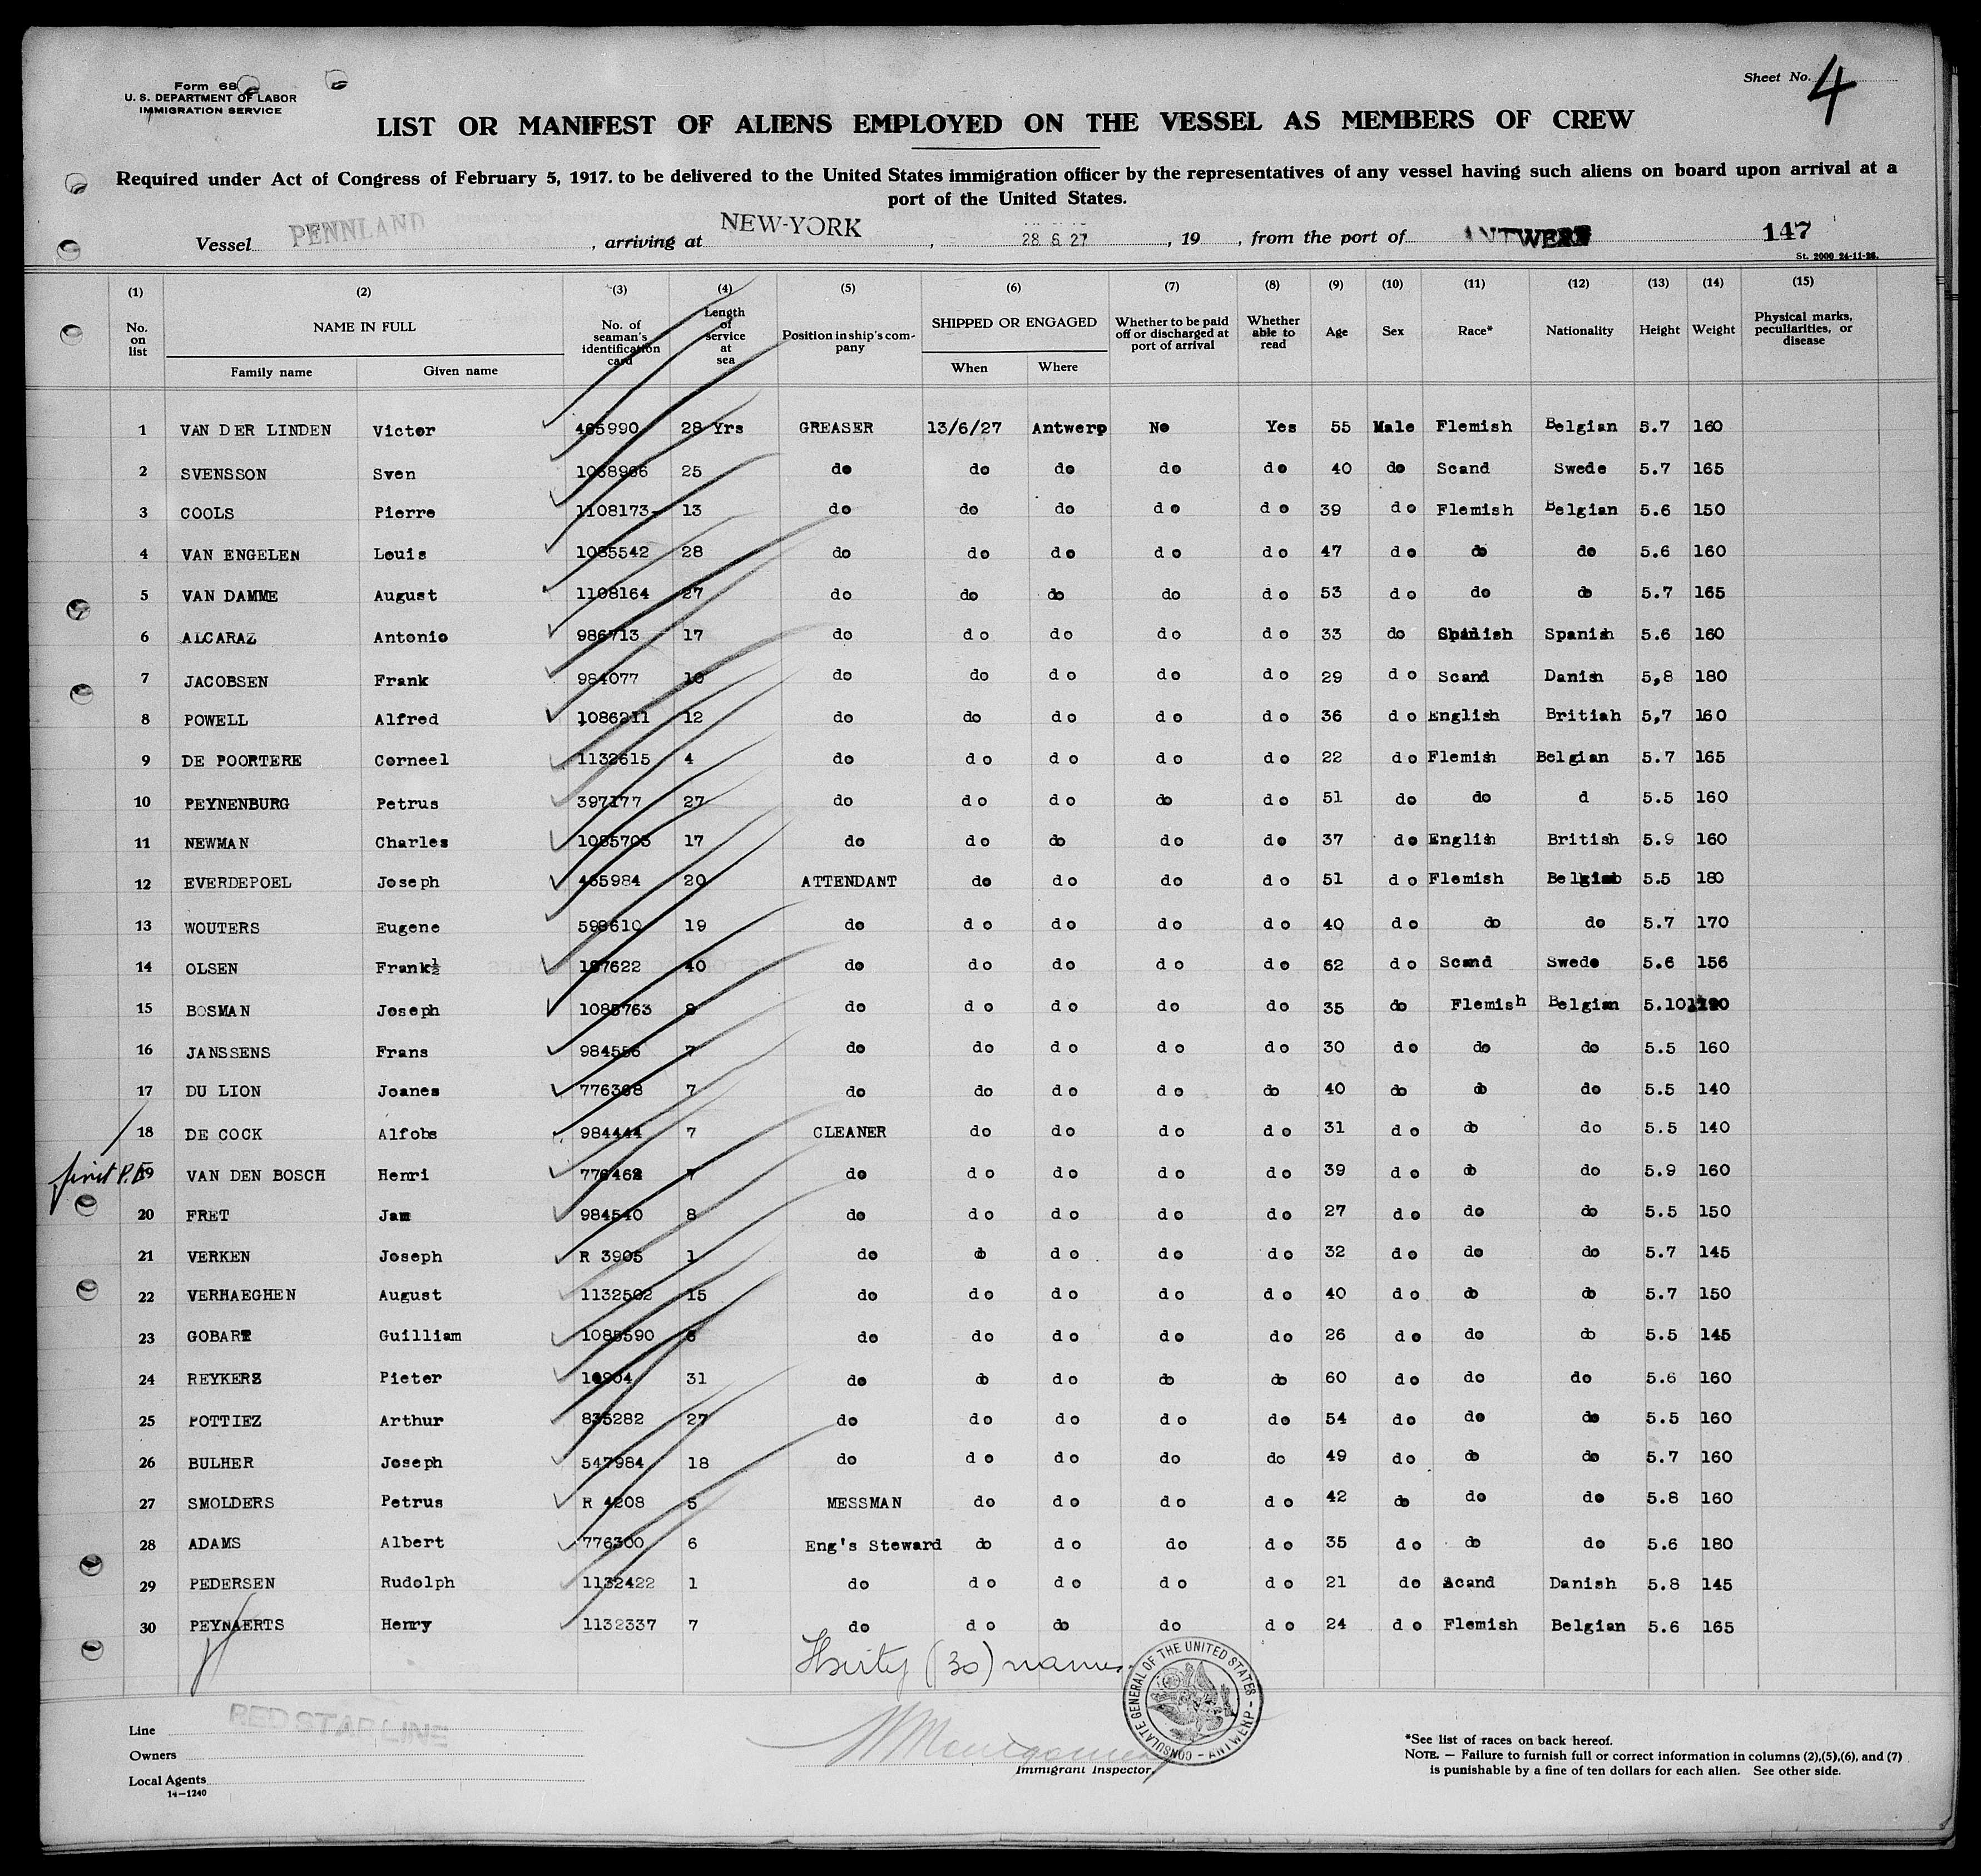 Form 68
U. S. DEPARTMENT OF LABOR
IMMIGRATION SERVICE
Sheet No. 4
LIST OR MANIFEST OF ALIENS EMPLOYED ON THE VESSEL AS MEMBERS OF CREW
Required under Act of Congress of February 5, 1917. to be delivered to the United States immigration officer by the representatives of any vessel having such aliens on board upon arrival at a
port of the United States.
Vessel PENNLAND, arriving at NEW-YORK, 28 6 27, 19 , from the port of ANTWERP 147
St. 2000 24-11-26.
(1) (2) (3) (4) (5) (6) (7) (8) (9) (10) (11) (12) (13) (14) (15)
No. on list NAME IN FULL Family name Given name No. of seaman's identification card Length of service at sea Position in ship's company SHIPPED OR ENGAGED When Where Whether to be paid off or discharged at port of arrival Whether able to read Age Sex Race* Nationality Height Weight Physical marks, peculiarities, or disease
1 VAN DER LINDEN Victor 465990 28 Yrs GREASER 13/6/27 Antwerp No Yes 55 Male Flemish Belgian 5.7 160
2 SVENSSON Sven 1068966 25 do do do do do 40 do Scand Swede 5.7 165
3 COOLS Pierre 1108173 13 do do do do do 39 do Flemish Belgian 5.6 150
4 VAN ENGELEN Louis 1085542 28 do do do do do 47 do do do 5.6 160
5 VAN DAMME August 1108164 27 do do do do do 53 do do do 5.7 165
6 ALCARAZ Antonio 986713 17 do do do do do 33 do Spanish Spanish 5.6 160
7 JACOBSEN Frank 984077 10 do do do do do 29 do Scand Danish 5,8 180
8 POWELL Alfred 1086211 12 do do do do do 36 do English British 5,7 160
9 DE POORTERE Corneel 1132615 4 do do do do do 22 do Flemish Belgian 5.7 165
10 PEYNENBURG Petrus 397177 27 do do do do do 51 do do d 5.5 160
11 NEWMAN Charles 1085703 17 do do do do do 37 do English British 5.9 160
12 EVERDEPOEL Joseph 465984 20 ATTENDANT do do do do 51 do Flemish Belgian 5.5 180
13 WOUTERS Eugene 598610 19 do do do do do 40 do do do 5.7 170
14 OLSEN Frank½ 187622 40 do do do do do 62 do Scand Swede 5.6 156
15 BOSMAN Joseph 1085763 8 do do do do do 35 do Flemish Belgian 5.10
16 JANSSENS Frans 984556 7 do do do do do 30 do do do 5.5 160
17 DU LION Joanes 776368 7 do do do do do 40 do do do 5.5 140
18 DE COCK Alfobs 984444 7 CLEANER do do do do 31 do do do 5.5 140
19 VAN DEN BOSCH Henri 776462 7 do do do do do 39 do do do 5.9 160
20 FRET Jam 984540 8 do do do do do 27 do do do 5.5 150
21 VERKEN Joseph R 3905 1 do do do do do 32 do do do 5.7 145
22 VERHAEGHEN August 1132502 15 do do do do do 40 do do do 5.7 150
23 GOBART Guilliam 1085590 6 do do do do do 26 do do do 5.5 145
24 REYKERS Pieter 31 do do do do do 60 do do do 5.6 160
25 POTTIEZ Arthur 835282 27 do do do do do 54 do do do 5.5 160
26 BULHER Joseph 547984 18 do do do do do 49 do do do 5.7 160
27 SMOLDERS Petrus R 4208 5 MESSMAN do do do do 42 do do do 5.8 160
28 ADAMS Albert 776300 6 Eng's Steward do do do do 35 do do do 5.6 180
29 PEDERSEN Rudolph 1132422 1 do do do do do 21 do Scand Danish 5.8 145
30 PEYNAERTS Henry 1132337 7 do do do do do 24 do Flemish Belgian 5.6 165
Thirty (30) names.
CONSULATE GENERAL OF THE UNITED STATES - ANTWERP -
Line RED STAR LINE
Owners
Local Agents
14-1240
Immigrant Inspector.
*See list of races on back hereof.
NOTE. — Failure to furnish full or correct information in columns (2),(5),(6), and (7)
is punishable by a fine of ten dollars for each alien. See other side.